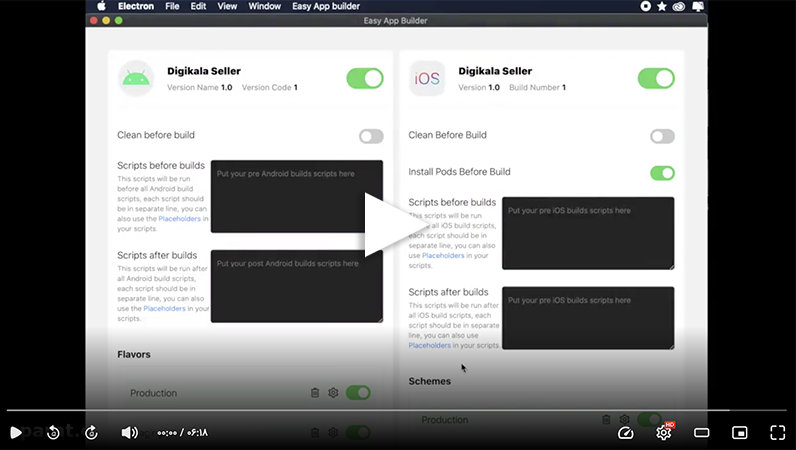 Electron File Edit View Window Easy App builder
Easy App Builder
Digikala Seller
Version Name 1.0 Version Code 1
Clean before build
Scripts before builds
This scripts will be run
before all Android build
scripts, each script should
be in separate line, you can
also use the Placeholders in
your scripts.
Put your pre Android builds scripts here
Scripts after builds
This scripts will be run after
all Android build scripts,
each script should be in
separate line, you can also
use the Placeholders in your
scripts.
Put your post Android builds scripts here
Flavors
Production
iOS
Digikala Seller
Version 1.0 Build Number 1
Clean Before Build
Install Pods Before Build
Scripts before builds
This scripts will be run
all iOS build scripts,
each script should be in
separate line, you can also
use Placeholders in your
scripts.
Put your pre iOS builds scripts here
Scripts after builds
This scripts will be run after
all iOS build scripts, each
script should be in separate
line, you can also use
Placeholders in your scripts.
Put your pre iOS builds scripts here
Schemes
Production
۰۰:۰۰ / ۰۶:۱۸
HD